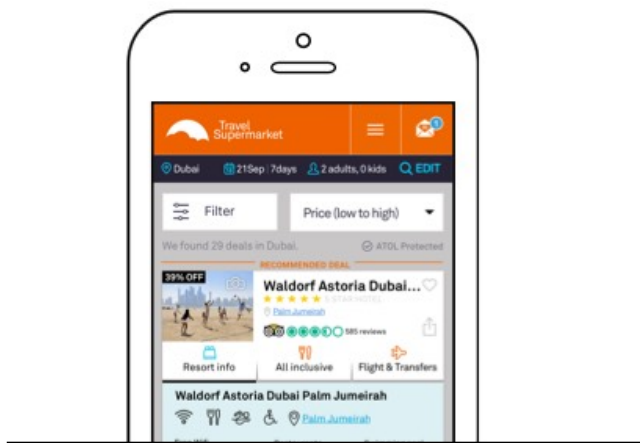 Travel
Supermarket
1
Dubai 21Sep | 7days 2 adults, 0 kids EDIT
Filter Price (low to high)
We found 29 deals in Dubai. ATOL Protected
RECOMMENDED DEAL
39% OFF
Waldorf Astoria Dubai...
5 STAR HOTEL
Palm Jumeirah
595 reviews
Resort info All inclusive Flight & Transfers
Waldorf Astoria Dubai Palm Jumeirah
Palm Jumeirah